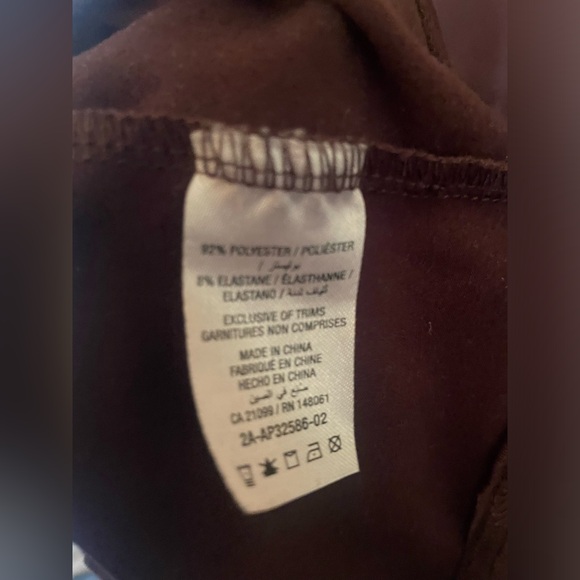 92% POLYESTER / POLIÉSTER
/ بوليستر
8% ELASTANE / ÉLASTHANNE /
ELASTANO / ألياف لدنة
EXCLUSIVE OF TRIMS
GARNITURES NON COMPRISES
MADE IN CHINA
FABRIQUÉ EN CHINE
HECHO EN CHINA
صنع في الصين
CA 21099 / RN 148061
2A-AP32586-02